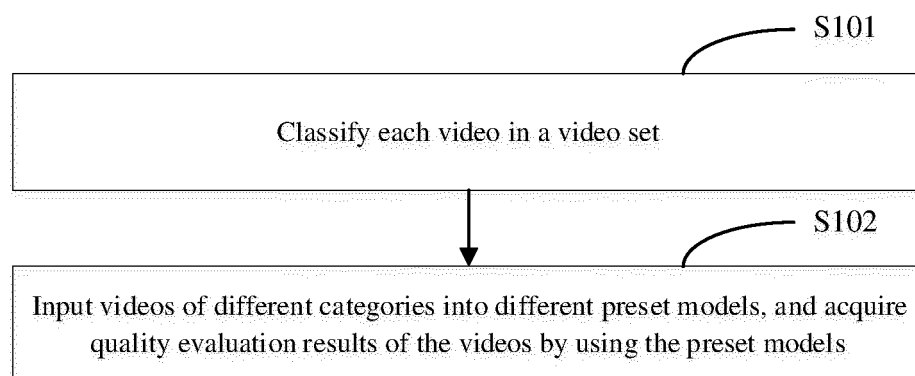 S101
Classify each video in a video set
S102
Input videos of different categories into different preset models, and acquire
quality evaluation results of the videos by using the preset models